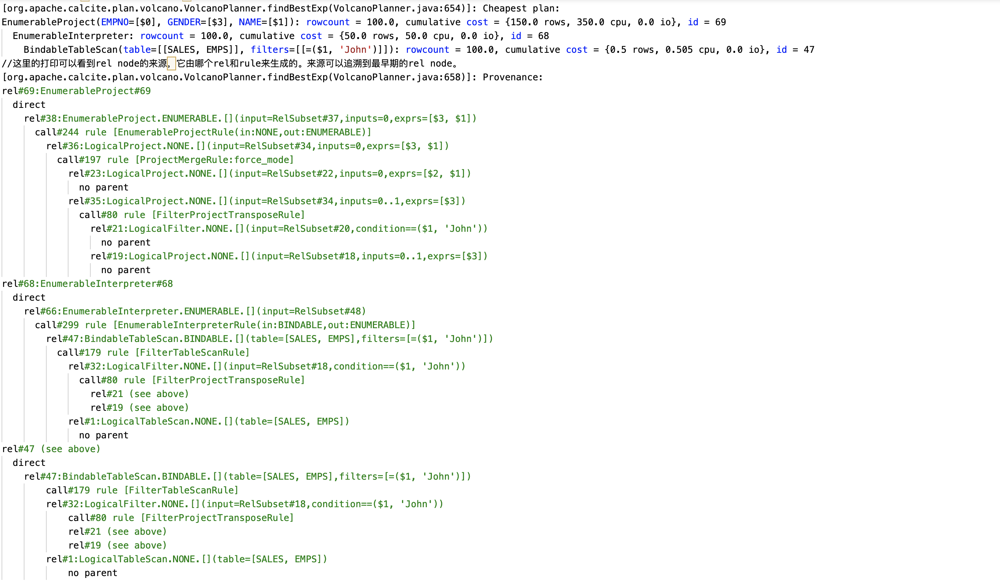 [org.apache.calcite.plan.volcano.VolcanoPlanner.findBestExp(VolcanoPlanner.java:654)]: Cheapest plan:
EnumerableProject(EMPNO=[$0], GENDER=[$3], NAME=[$1]): rowcount = 100.0, cumulative cost = {150.0 rows, 350.0 cpu, 0.0 io}, id = 69
EnumerableInterpreter: rowcount = 100.0, cumulative cost = {50.0 rows, 50.0 cpu, 0.0 io}, id = 68
BindableTableScan(table=[[SALES, EMPS]], filters=[[=($1, 'John')]]): rowcount = 100.0, cumulative cost = {0.5 rows, 0.505 cpu, 0.0 io}, id = 47
//这里的打印可以看到rel node的来源，它由哪个rel和rule来生成的。来源可以追溯到最早期的rel node。
[org.apache.calcite.plan.volcano.VolcanoPlanner.findBestExp(VolcanoPlanner.java:658)]: Provenance:
rel#69:EnumerableProject#69
direct
rel#38:EnumerableProject.ENUMERABLE.[](input=RelSubset#37,inputs=0,exprs=[$3, $1])
call#244 rule [EnumerableProjectRule(in:NONE,out:ENUMERABLE)]
rel#36:LogicalProject.NONE.[](input=RelSubset#34,inputs=0,exprs=[$3, $1])
call#197 rule [ProjectMergeRule:force_mode]
rel#23:LogicalProject.NONE.[](input=RelSubset#22,inputs=0,exprs=[$2, $1])
no parent
rel#35:LogicalProject.NONE.[](input=RelSubset#34,inputs=0..1,exprs=[$3])
call#80 rule [FilterProjectTransposeRule]
rel#21:LogicalFilter.NONE.[](input=RelSubset#20,condition==($1, 'John'))
no parent
rel#19:LogicalProject.NONE.[](input=RelSubset#18,inputs=0..1,exprs=[$3])
no parent
rel#68:EnumerableInterpreter#68
direct
rel#66:EnumerableInterpreter.ENUMERABLE.[](input=RelSubset#48)
call#299 rule [EnumerableInterpreterRule(in:BINDABLE,out:ENUMERABLE)]
rel#47:BindableTableScan.BINDABLE.[](table=[SALES, EMPS],filters=[=($1, 'John')])
call#179 rule [FilterTableScanRule]
rel#32:LogicalFilter.NONE.[](input=RelSubset#18,condition==($1, 'John'))
call#80 rule [FilterProjectTransposeRule]
rel#21 (see above)
rel#19 (see above)
rel#1:LogicalTableScan.NONE.[](table=[SALES, EMPS])
no parent
rel#47 (see above)
direct
rel#47:BindableTableScan.BINDABLE.[](table=[SALES, EMPS],filters=[=($1, 'John')])
call#179 rule [FilterTableScanRule]
rel#32:LogicalFilter.NONE.[](input=RelSubset#18,condition==($1, 'John'))
call#80 rule [FilterProjectTransposeRule]
rel#21 (see above)
rel#19 (see above)
rel#1:LogicalTableScan.NONE.[](table=[SALES, EMPS])
no parent